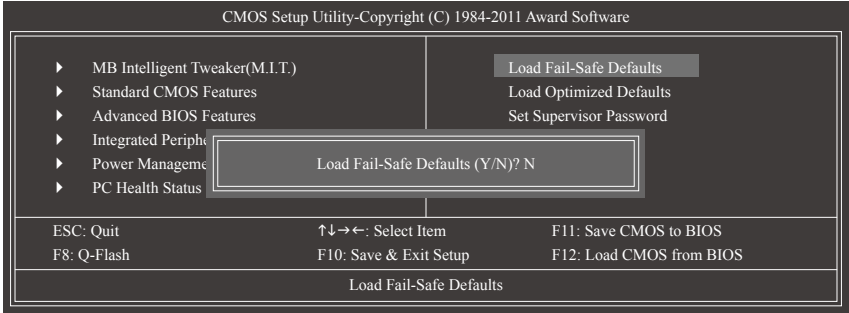 CMOS Setup Utility-Copyright (C) 1984-2011 Award Software
MB Intelligent Tweaker(M.I.T.)
Standard CMOS Features
Advanced BIOS Features
Integrated Periphe
Power Manageme
PC Health Status
Load Fail-Safe Defaults
Load Optimized Defaults
Set Supervisor Password
Load Fail-Safe Defaults (Y/N)? N
ESC: Quit
↑↓→←: Select Item
F11: Save CMOS to BIOS
F8: Q-Flash
F10: Save & Exit Setup
F12: Load CMOS from BIOS
Load Fail-Safe Defaults